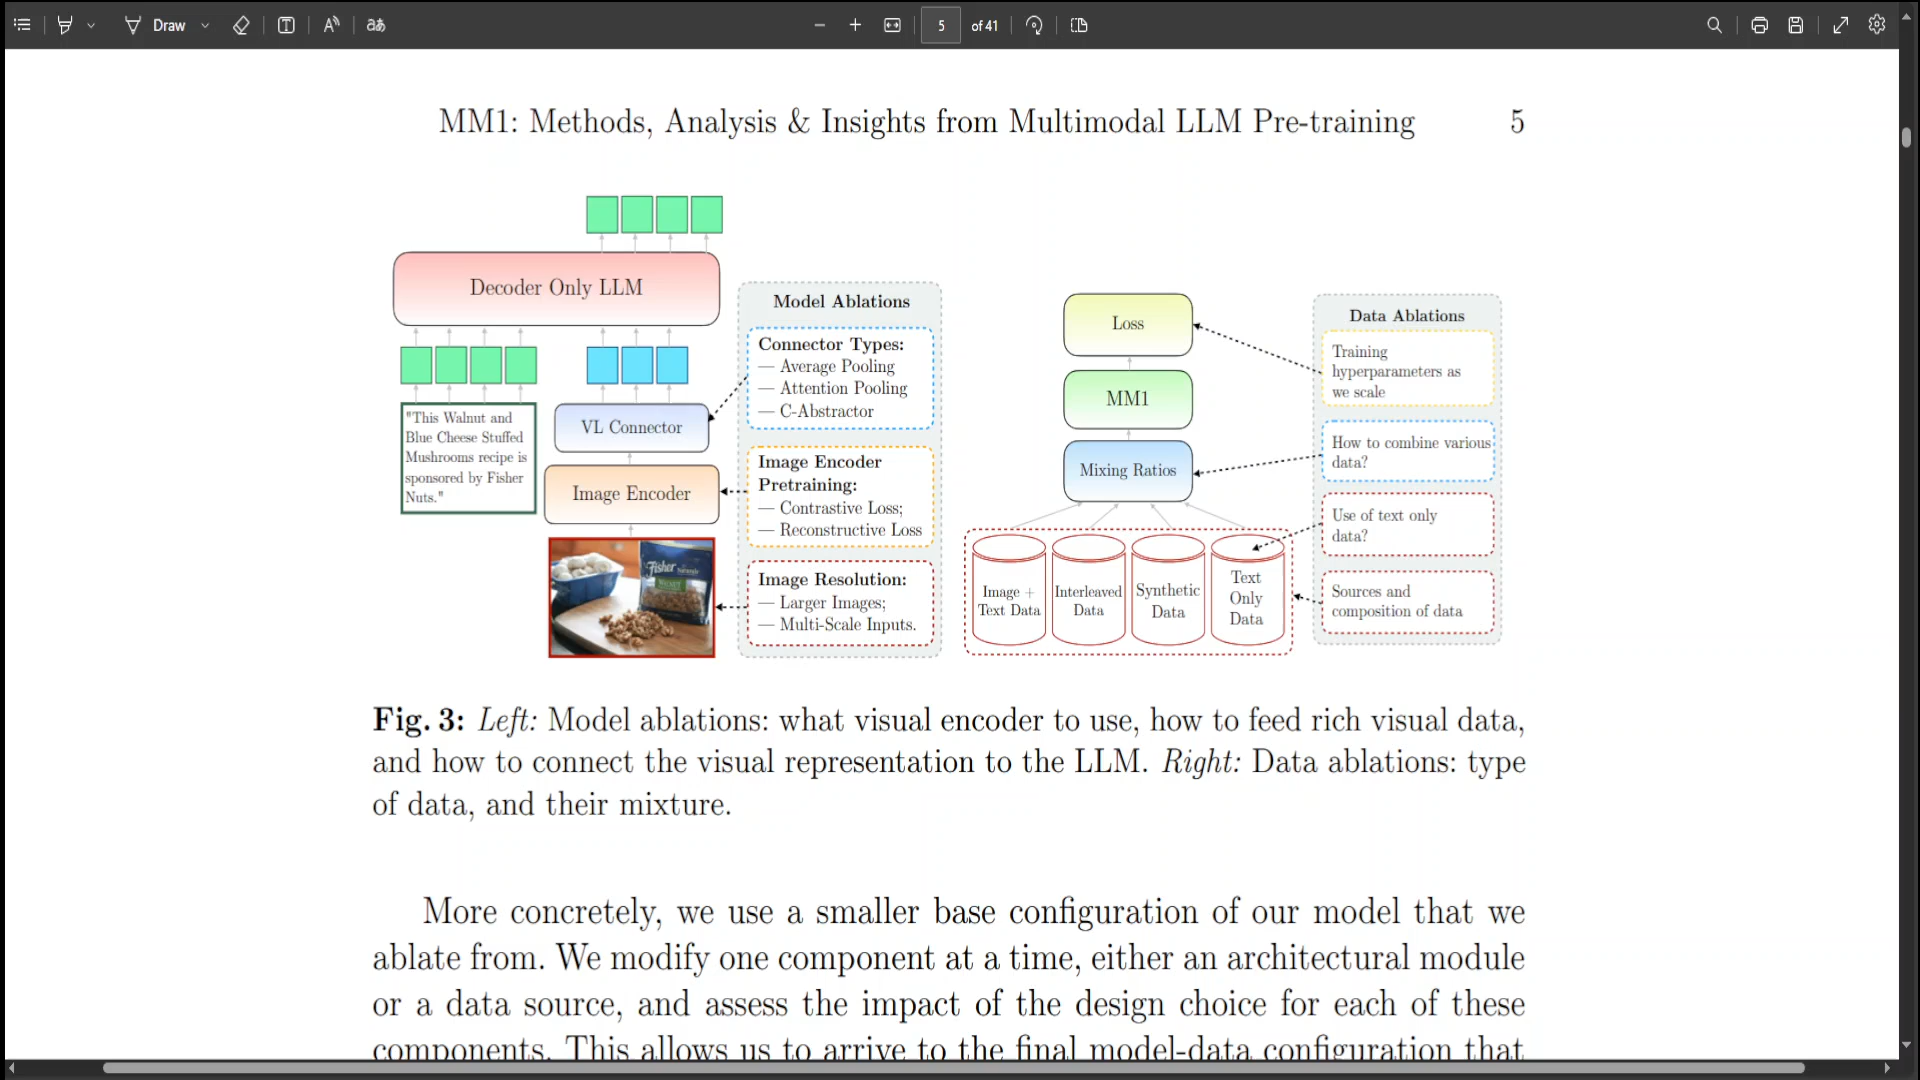 Draw
aあ
5
of 41
MM1: Methods, Analysis & Insights from Multimodal LLM Pre-training
5
Decoder Only LLM
"This Walnut and
Blue Cheese Stuffed
Mushrooms recipe is
sponsored by Fisher
Nuts."
VL Connector
Image Encoder
Fisher
Model Ablations
Connector Types:
— Average Pooling
— Attention Pooling
— C-Abstractor
Image Encoder
Pretraining:
— Contrastive Loss;
— Reconstructive Loss
Image Resolution:
— Larger Images;
— Multi-Scale Inputs.
Loss
MM1
Mixing Ratios
Image +
Text Data
Interleaved
Data
Synthetic
Data
Text
Only
Data
Data Ablations
Training
hyperparameters as
we scale
How to combine various
data?
Use of text only
data?
Sources and
composition of data
Fig. 3: Left: Model ablations: what visual encoder to use, how to feed rich visual data,
and how to connect the visual representation to the LLM. Right: Data ablations: type
of data, and their mixture.
More concretely, we use a smaller base configuration of our model that we
ablate from. We modify one component at a time, either an architectural module
or a data source, and assess the impact of the design choice for each of these
components. This allows us to arrive to the final model-data configuration that